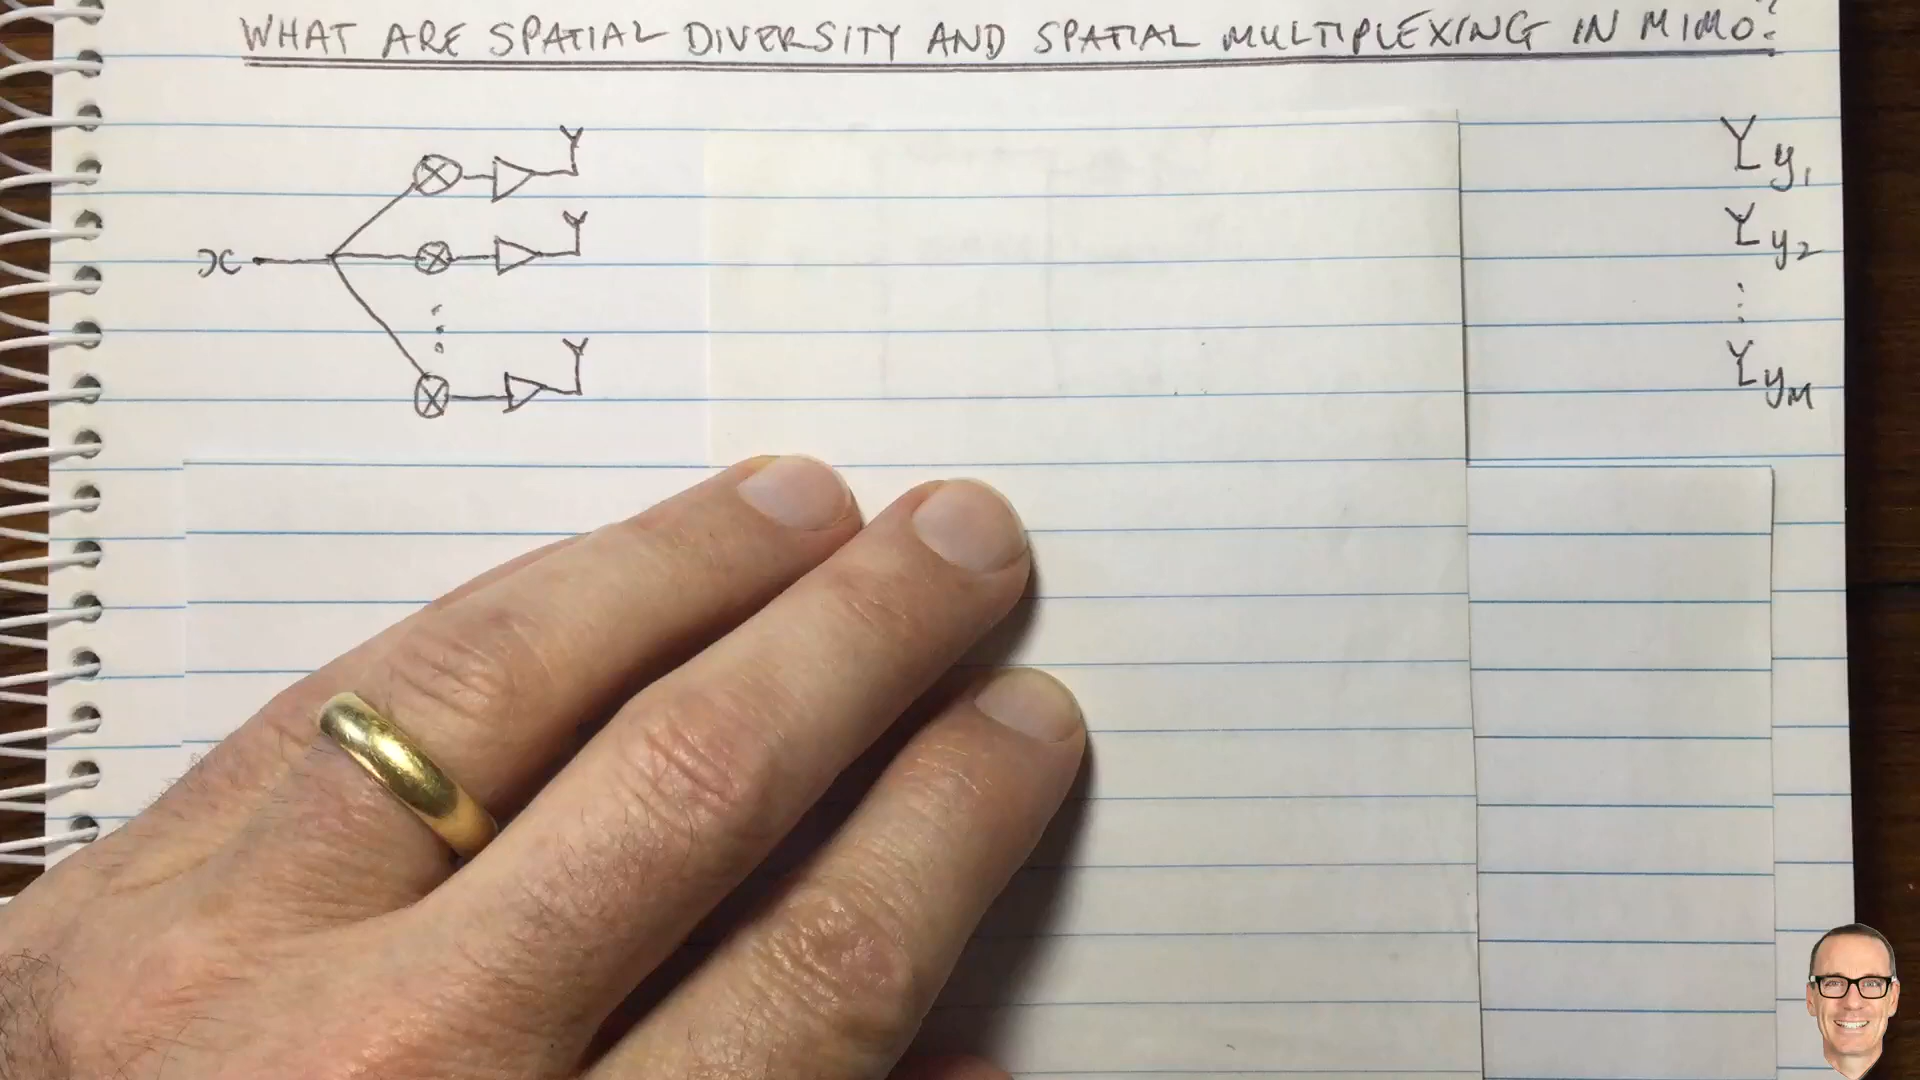 WHAT ARE SPATIAL DIVERSITY AND SPATIAL MULTIPLEXING IN MIMO?
x
y1
y2
yM